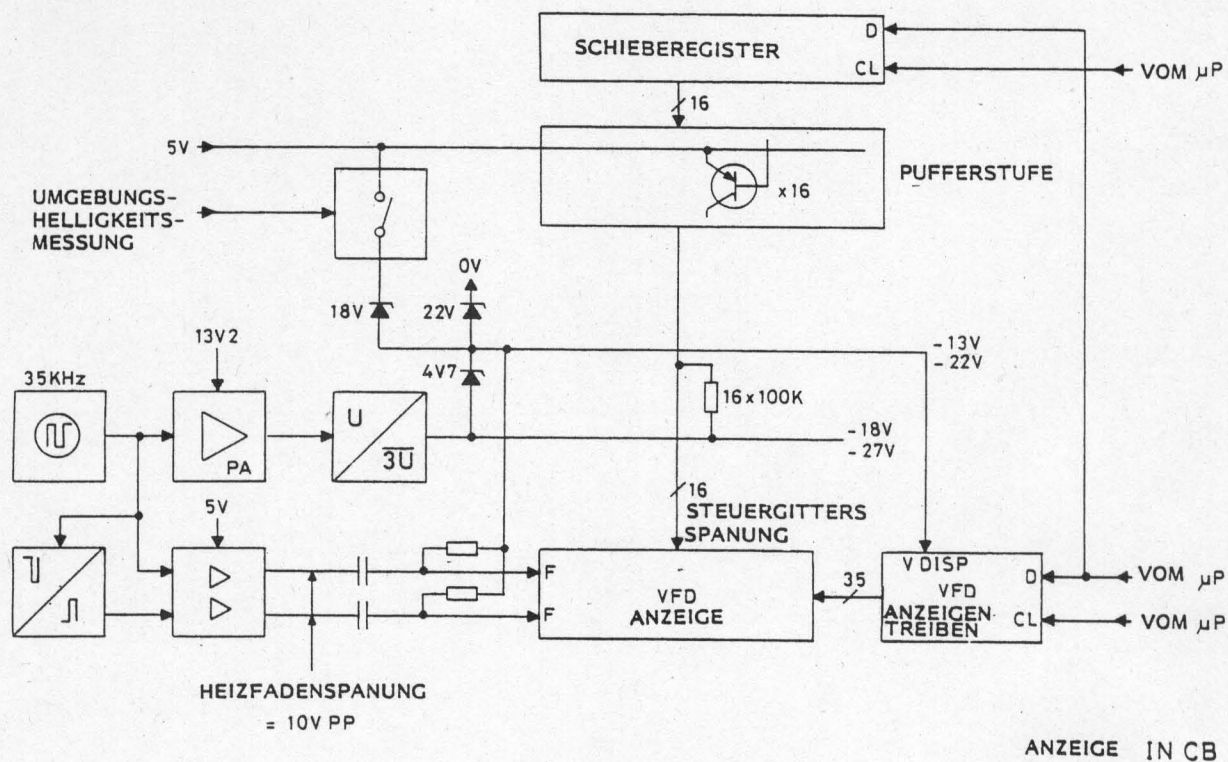 SCHIEBEREGISTER
D
CL
VOM µP
16
5V
x16
PUFFERSTUFE
UMGEBUNGS-
HELLIGKEITS-
MESSUNG
0V
18V
22V
13V2
4V7
-13V
-22V
35KHz
16x100K
U
3U
PA
-18V
-27V
16
5V
STEUERGITTERS
SPANUNG
F
F
VFD
ANZEIGE
35
V DISP
VFD
ANZEIGEN
TREIBEN
D
CL
VOM µP
VOM µP
HEIZFADENSPANUNG
= 10V PP
ANZEIGE IN CB